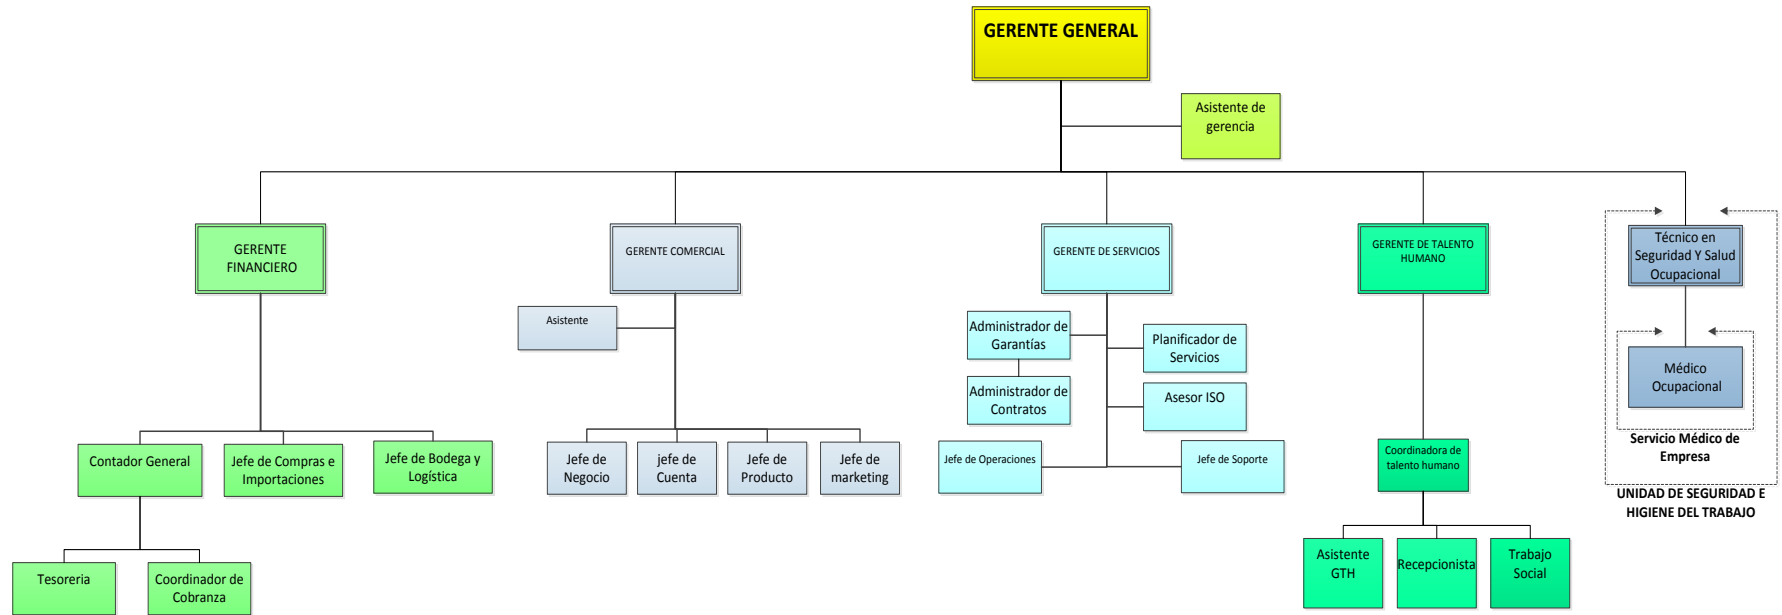 GERENTE GENERAL
Asistente de
gerencia
GERENTE
FINANCIERO
GERENTE COMERCIAL
GERENTE DE SERVICIOS
GERENTE DE TALENTO
HUMANO
Técnico en
Seguridad Y Salud
Ocupacional
Asistente
Administrador de
Garantías
Planificador de
Servicios
Administrador de
Contratos
Asesor ISO
Médico
Ocupacional
Servicio Médico de
Empresa
UNIDAD DE SEGURIDAD E
HIGIENE DEL TRABAJO
Contador General
Jefe de Compras e
Importaciones
Jefe de Bodega y
Logística
Jefe de
Negocio
jefe de
Cuenta
Jefe de
Producto
Jefe de
marketing
Jefe de Operaciones
Jefe de Soporte
Coordinadora de
talento humano
Tesoreria
Coordinador de
Cobranza
Asistente
GTH
Recepcionista
Trabajo
Social